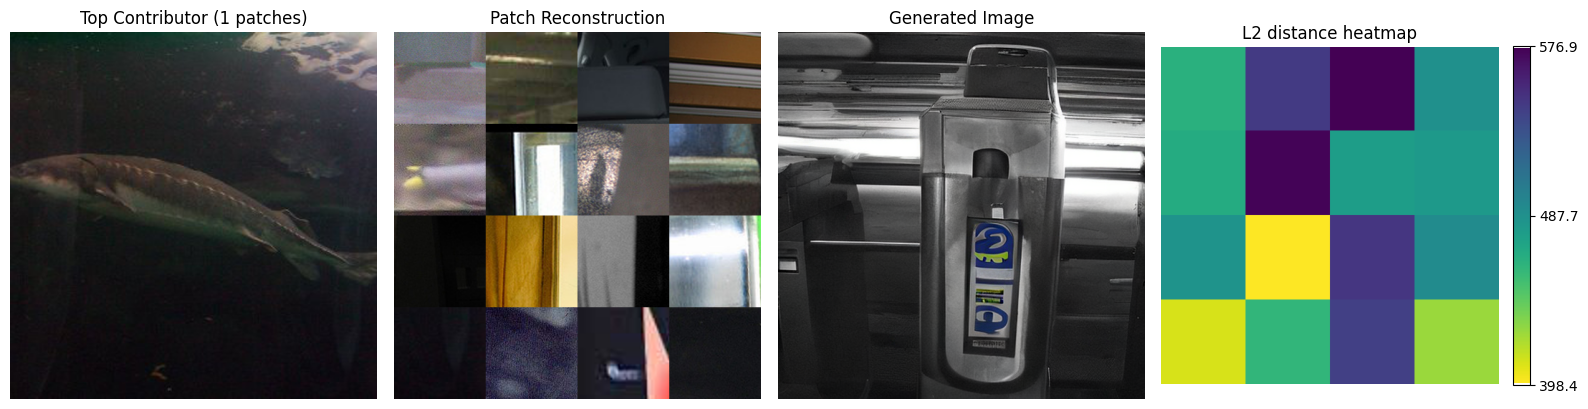 Top Contributor (1 patches)
Patch Reconstruction
Generated Image
L2 distance heatmap
576.9
487.7
398.4